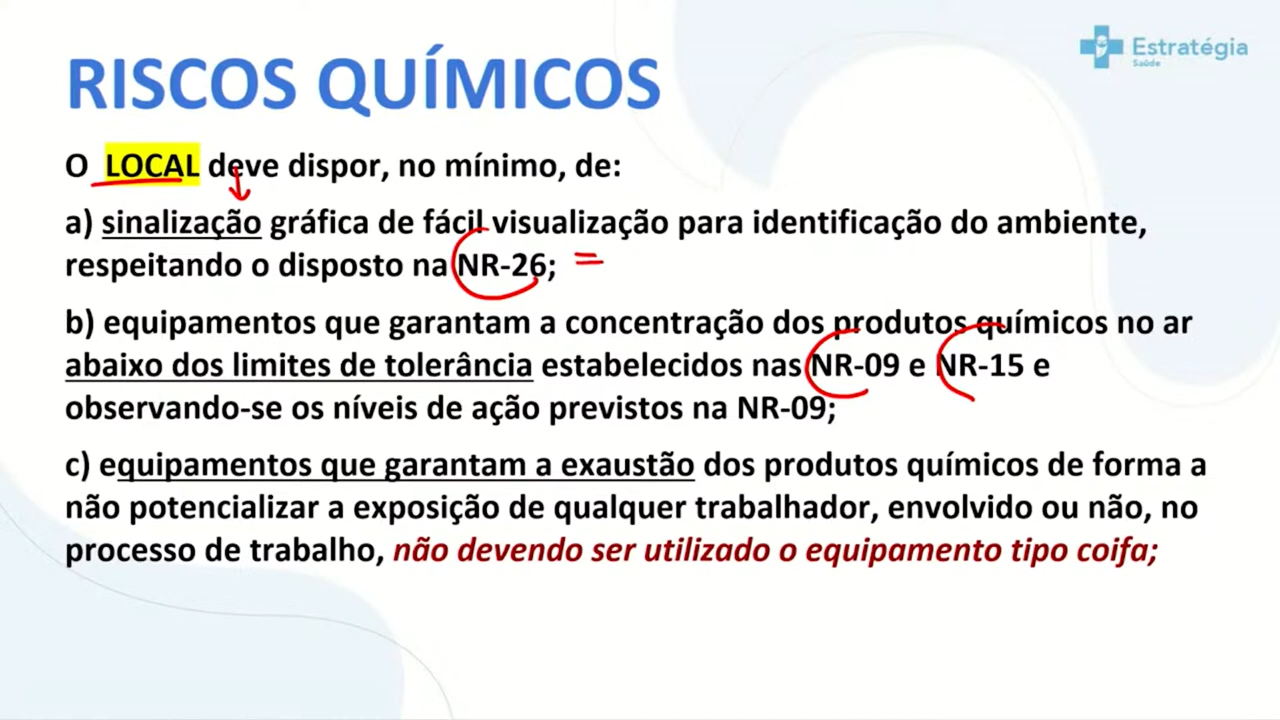 RISCOS QUÍMICOS
Estratégia
Saúde
O LOCAL deve dispor, no mínimo, de:
a) sinalização gráfica de fácil visualização para identificação do ambiente,
respeitando o disposto na NR-26;
b) equipamentos que garantam a concentração dos produtos químicos no ar
abaixo dos limites de tolerância estabelecidos nas NR-09 e NR-15 e
observando-se os níveis de ação previstos na NR-09;
c) equipamentos que garantam a exaustão dos produtos químicos de forma a
não potencializar a exposição de qualquer trabalhador, envolvido ou não, no
processo de trabalho, não devendo ser utilizado o equipamento tipo coifa;